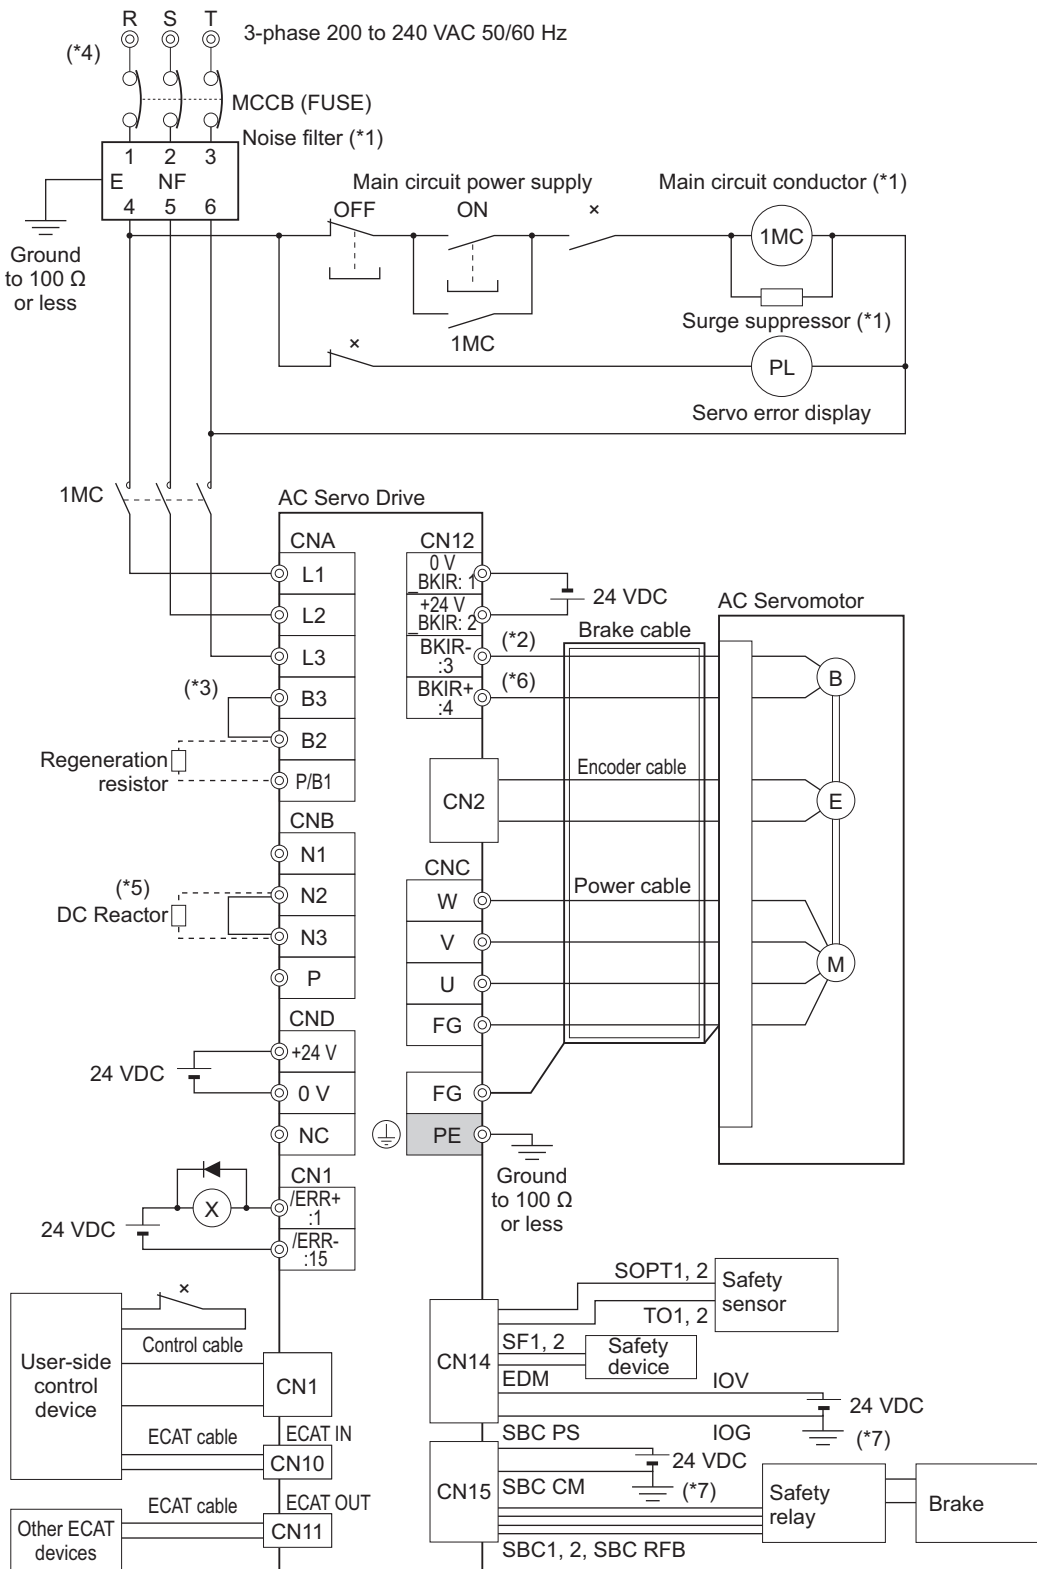 R S T
3-phase 200 to 240 VAC 50/60 Hz
(*4)
MCCB (FUSE)
Noise filter (*1)
1 2 3
E NF
4 5 6
Ground
to 100 Ω
or less
Main circuit power supply
OFF
ON
×
Main circuit conductor (*1)
1MC
Surge suppressor (*1)
1MC
×
PL
Servo error display
1MC
AC Servo Drive
CNA
L1
L2
L3
(*3)
B3
B2
P/B1
Regeneration
resistor
CNB
N1
N2
N3
P
(*5)
DC Reactor
CND
+24 V
0 V
NC
24 VDC
CN1
/ERR+
:1
/ERR-
:15
X
24 VDC
CN12
0 V
_BKIR: 1
+24 V
_BKIR: 2
BKIR-
:3
BKIR+
:4
24 VDC
(*2)
(*6)
Brake cable
AC Servomotor
B
CN2
Encoder cable
E
CNC
W
V
U
FG
Power cable
M
FG
PE
Ground
to 100 Ω
or less
×
User-side
control
device
Control cable
CN1
ECAT cable
ECAT IN
CN10
Other ECAT
devices
ECAT cable
ECAT OUT
CN11
CN14
SOPT1, 2
TO1, 2
Safety
sensor
SF1, 2
Safety
device
EDM
IOV
24 VDC
IOG
(*7)
CN15
SBC PS
24 VDC
SBC CM
(*7)
SBC1, 2, SBC RFB
Safety
relay
Brake